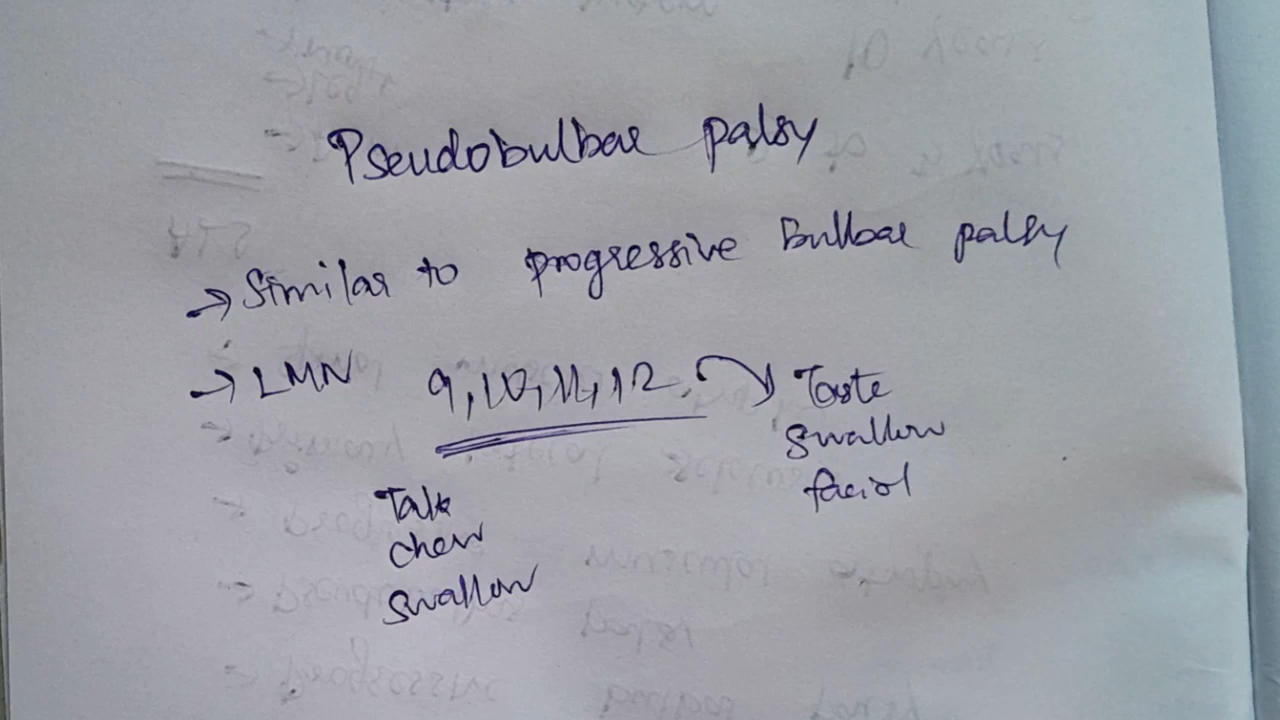 Pseudobulbar palsy
→ Similar to progressive Bulbar palsy
→ LMN 9,10,11,12 → Taste
swallow
facial
Talk
chew
swallow